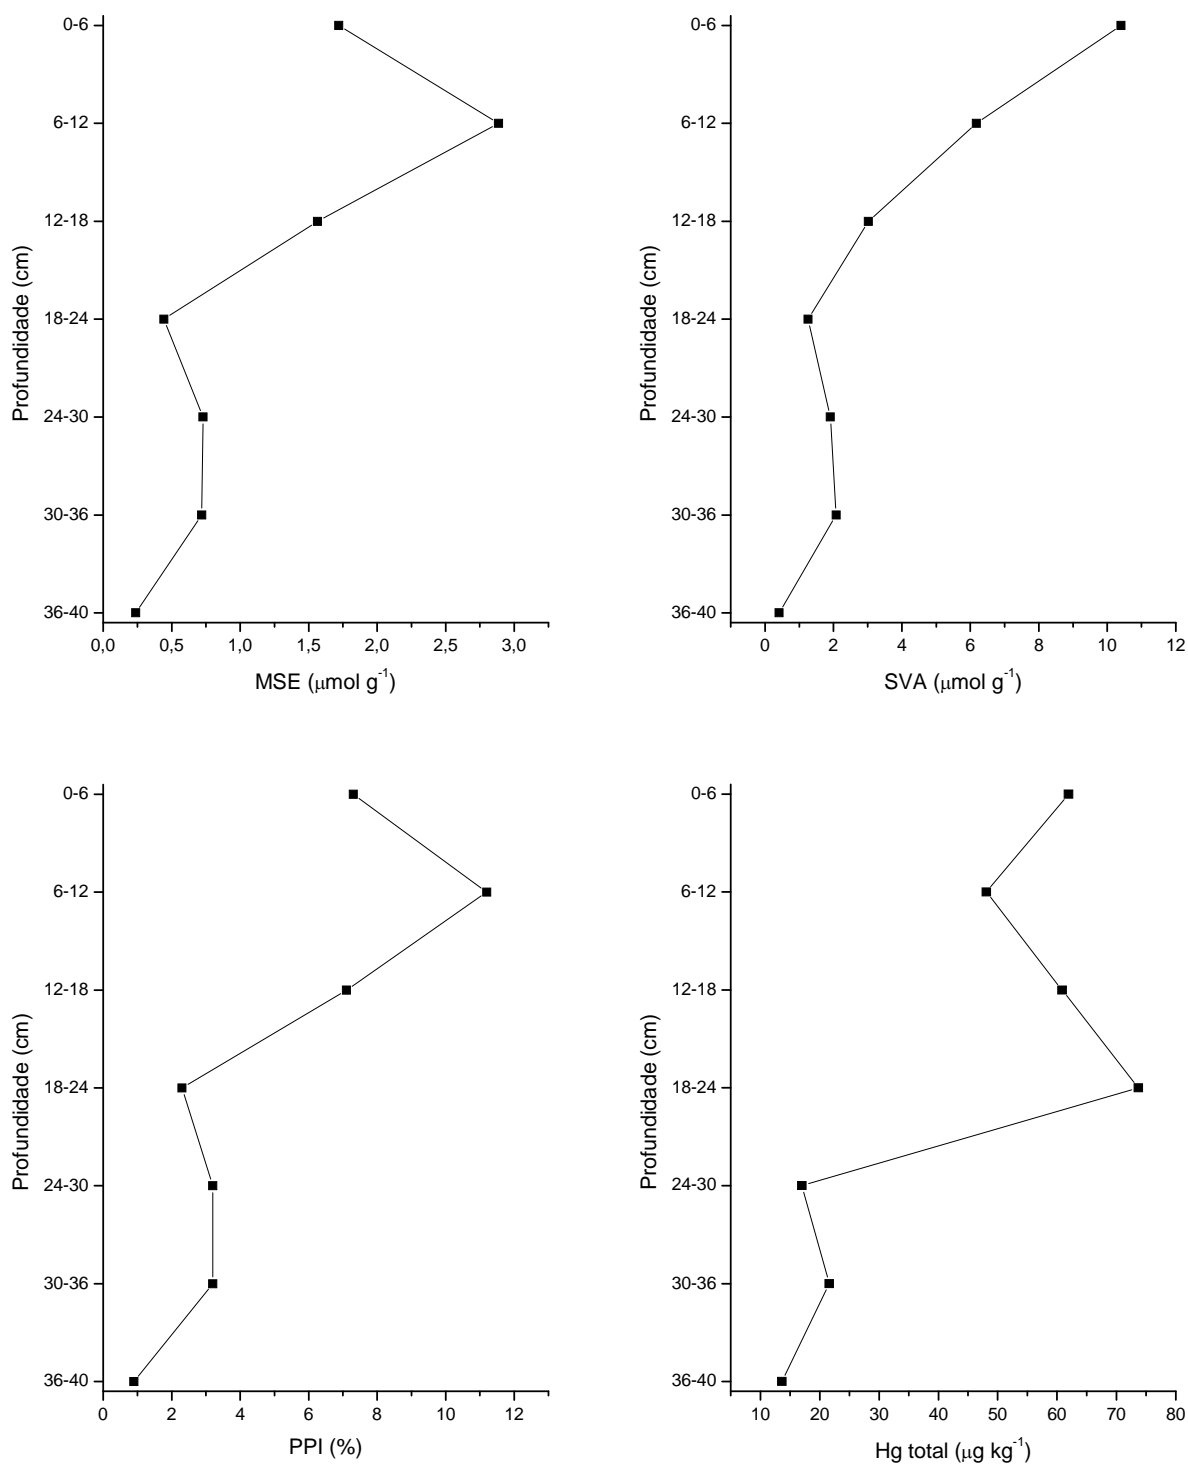 0-6
6-12
12-18
18-24
24-30
30-36
36-40
Profundidade (cm)
0,0 0,5 1,0 1,5 2,0 2,5 3,0
MSE (μmol g⁻¹)
0-6
6-12
12-18
18-24
24-30
30-36
36-40
Profundidade (cm)
0 2 4 6 8 10 12
SVA (μmol g⁻¹)
0-6
6-12
12-18
18-24
24-30
30-36
36-40
Profundidade (cm)
0 2 4 6 8 10 12
PPI (%)
0-6
6-12
12-18
18-24
24-30
30-36
36-40
Profundidade (cm)
10 20 30 40 50 60 70 80
Hg total (μg kg⁻¹)